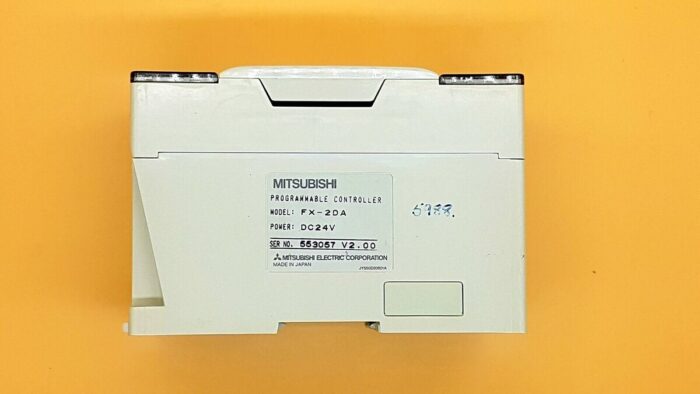 MITSUBISHI
PROGRAMMABLE CONTROLLER
MODEL: FX-2DA
POWER: DC24V
SER NO. 553057 V2.00
MITSUBISHI ELECTRIC CORPORATION
MADE IN JAPAN
5988.